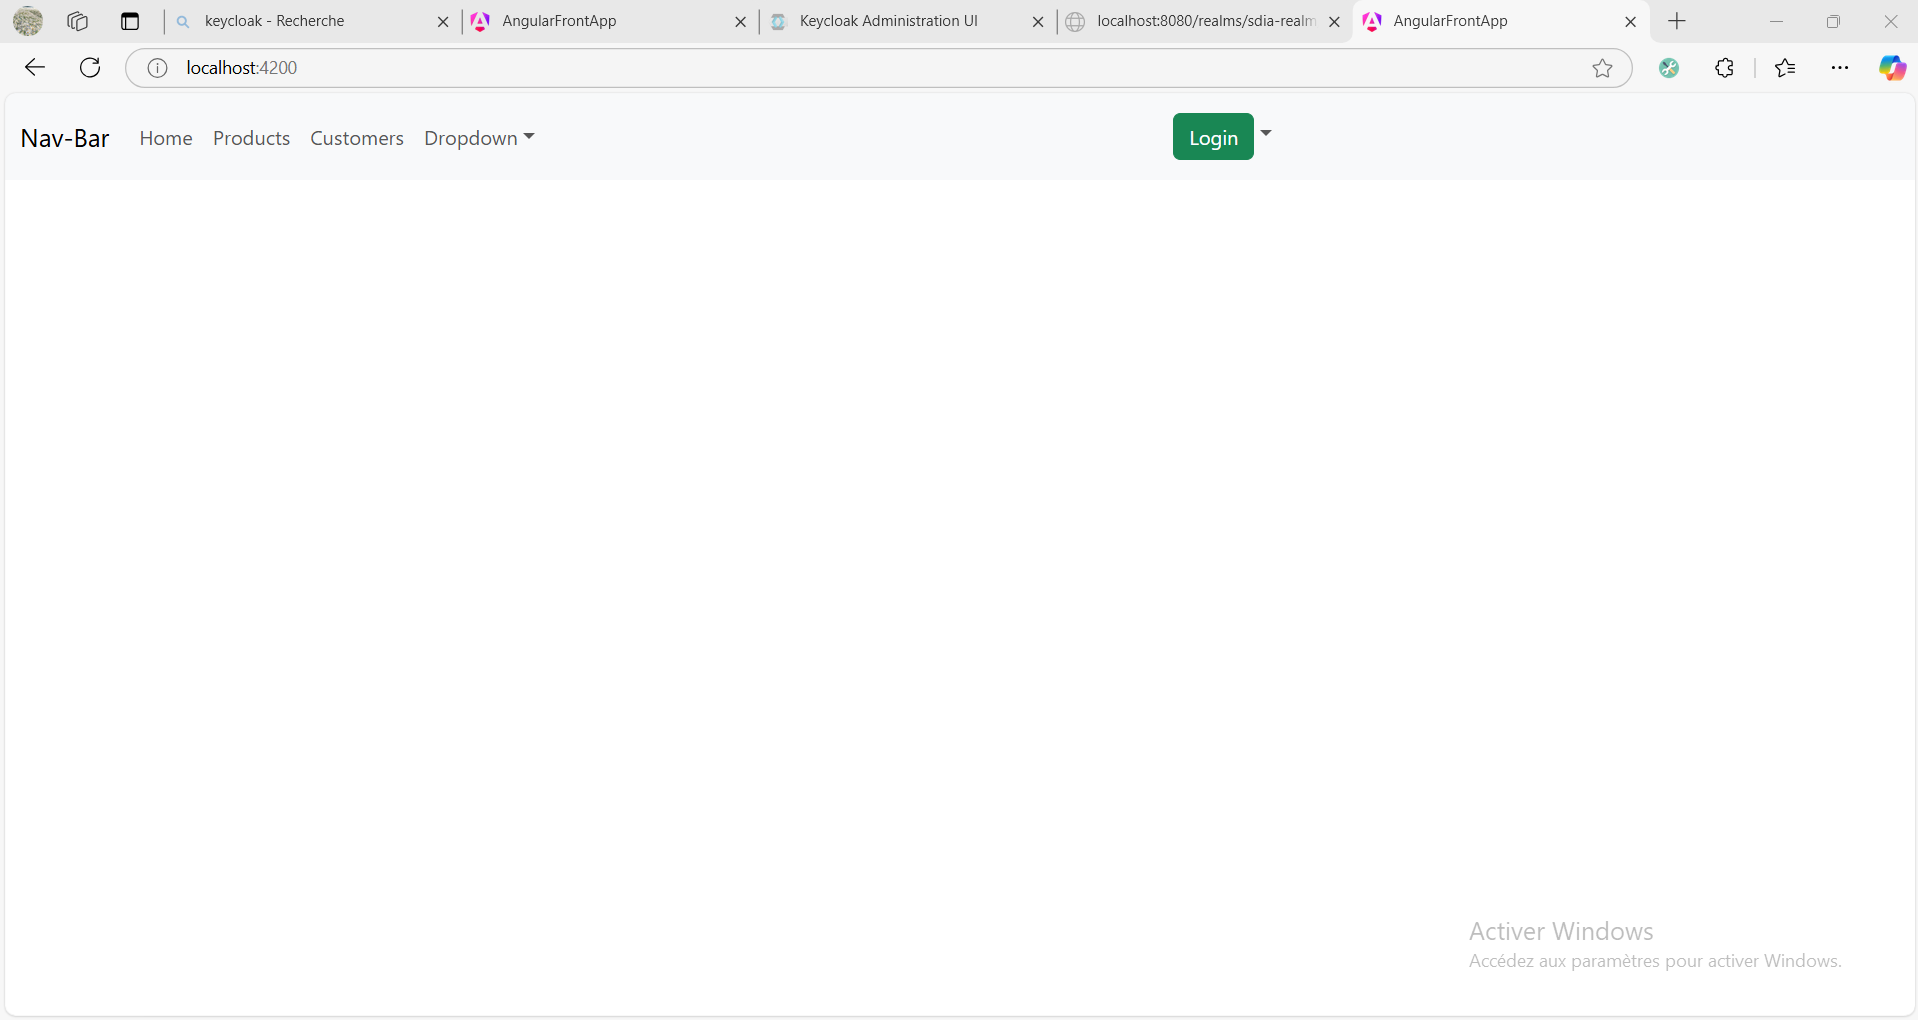 keycloak - Recherche
AngularFrontApp
Keycloak Administration UI
localhost:8080/realms/sdia-realm
AngularFrontApp
localhost:4200
Nav-Bar Home Products Customers Dropdown Login
Activer Windows
Accédez aux paramètres pour activer Windows.